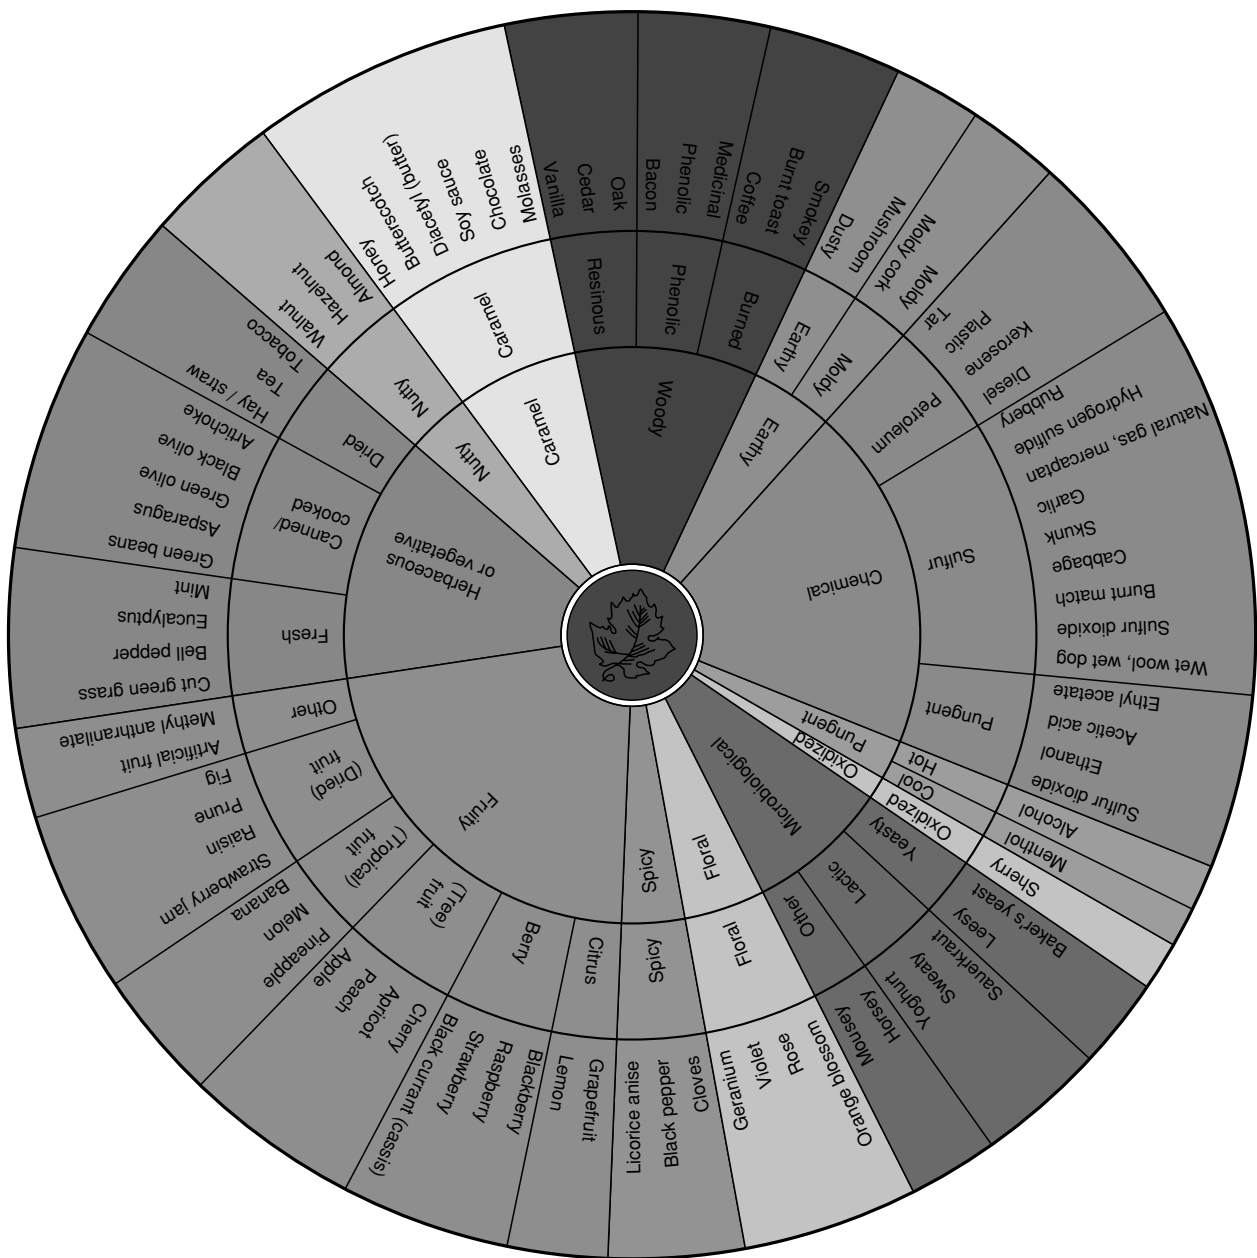 Woody
Resinous
Vanilla
Cedar
Oak
Phenolic
Bacon
Phenolic
Medicinal
Burned
Coffee
Burnt toast
Smokey
Earthy
Earthy
Dusty
Mushroom
Moldy
Moldy cork
Moldy
Chemical
Petroleum
Tar
Plastic
Kerosene
Diesel
Sulfur
Rubbery
Hydrogen sulfide
Natural gas, mercaptan
Garlic
Skunk
Cabbage
Burnt match
Sulfur dioxide
Wet wool, wet dog
Pungent
Ethyl acetate
Acetic acid
Ethanol
Sulfur dioxide
Pungent
Hot
Alcohol
Cool
Menthol
Oxidized
Oxidized
Sherry
Microbiological
Yeasty
Baker's yeast
Leesy
Lactic
Sauerkraut
Sweaty
Yoghurt
Other
Horsey
Mousey
Floral
Floral
Orange blossom
Rose
Violet
Geranium
Spicy
Spicy
Cloves
Black pepper
Licorice anise
Fruity
Citrus
Grapefruit
Lemon
Berry
Blackberry
Raspberry
Strawberry
Black currant (cassis)
(Tree)
fruit
Cherry
Apricot
Peach
Apple
(Tropical)
fruit
Pineapple
Melon
Banana
(Dried)
fruit
Strawberry jam
Raisin
Prune
Fig
Other
Artificial fruit
Methyl anthranilate
Herbaceous
or vegetative
Fresh
Cut green grass
Bell pepper
Eucalyptus
Mint
Canned/
cooked
Green beans
Asparagus
Green olive
Black olive
Artichoke
Dried
Hay / straw
Tea
Tobacco
Nutty
Nutty
Walnut
Hazelnut
Almond
Caramel
Caramel
Honey
Butterscotch
Diacetyl (butter)
Soy sauce
Chocolate
Molasses